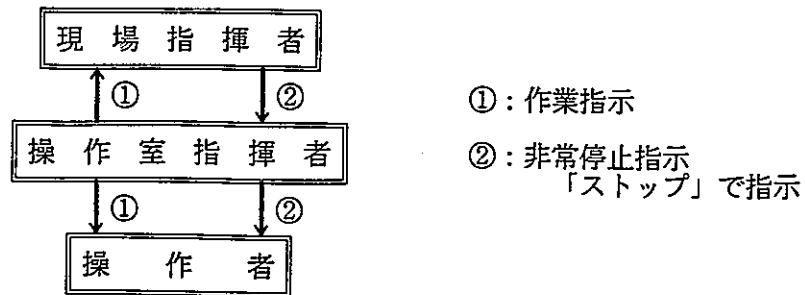 現場指揮者
① ②
操作室指揮者
① ②
操作者
①：作業指示
②：非常停止指示
「ストップ」で指示